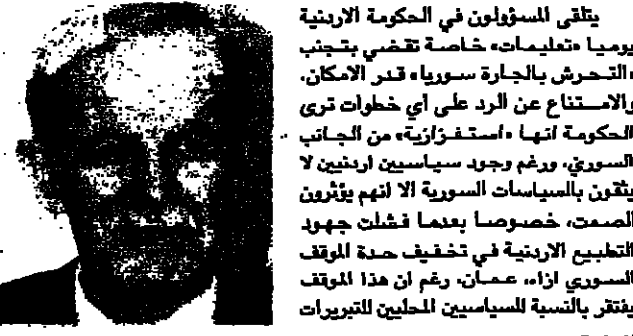 يتلقى المسؤولون في الحكومة الاردنية
يوميا «تعليمات» خاصة تقضي بتجنب
«التحرش بالجارة سوريا» قدر الامكان،
والامتناع عن الرد على أي خطوات ترى
الحكومة انها «استفزازية» من الجانب
السوري، ورغم وجود سياسيين اردنيين لا
يثقون بالسياسات السورية الا انهم يؤثرون
الصمت، خصوصا بعدما فشلت جهود
التطبيع الاردنية في تخفيف حدة الموقف
السوري ازاء، عمان، رغم ان هذا الموقف
يفتقر بالنسبة للسياسيين المحليين للتبريرات